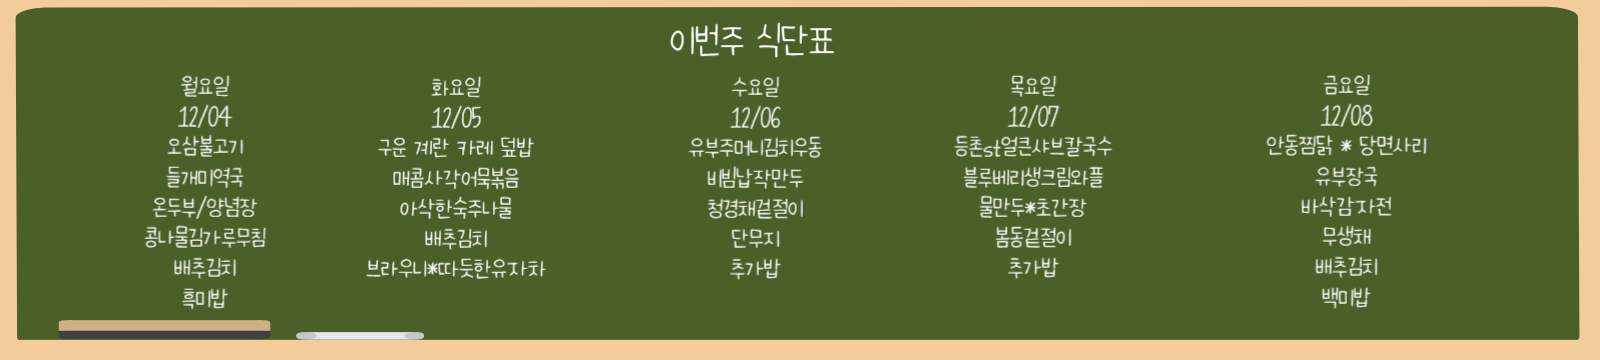 이번주 식단표
월요일
12/04
오삼불고기
들개미역국
온두부/양념장
콩나물김가루무침
배추김치
흑미밥
화요일
12/05
구운 계란 카레 덮밥
매콤사각어묵볶음
아삭한숙주나물
배추김치
브라우니*따듯한유자차
수요일
12/06
유부주머니김치우동
비빔납작만두
청경채겉절이
단무지
추가밥
목요일
12/07
등촌st얼큰샤브칼국수
블루베리생크림와플
물만두*초간장
봄동겉절이
추가밥
금요일
12/08
안동찜닭 * 당면사리
유부장국
바삭감자전
무생채
배추김치
백미밥